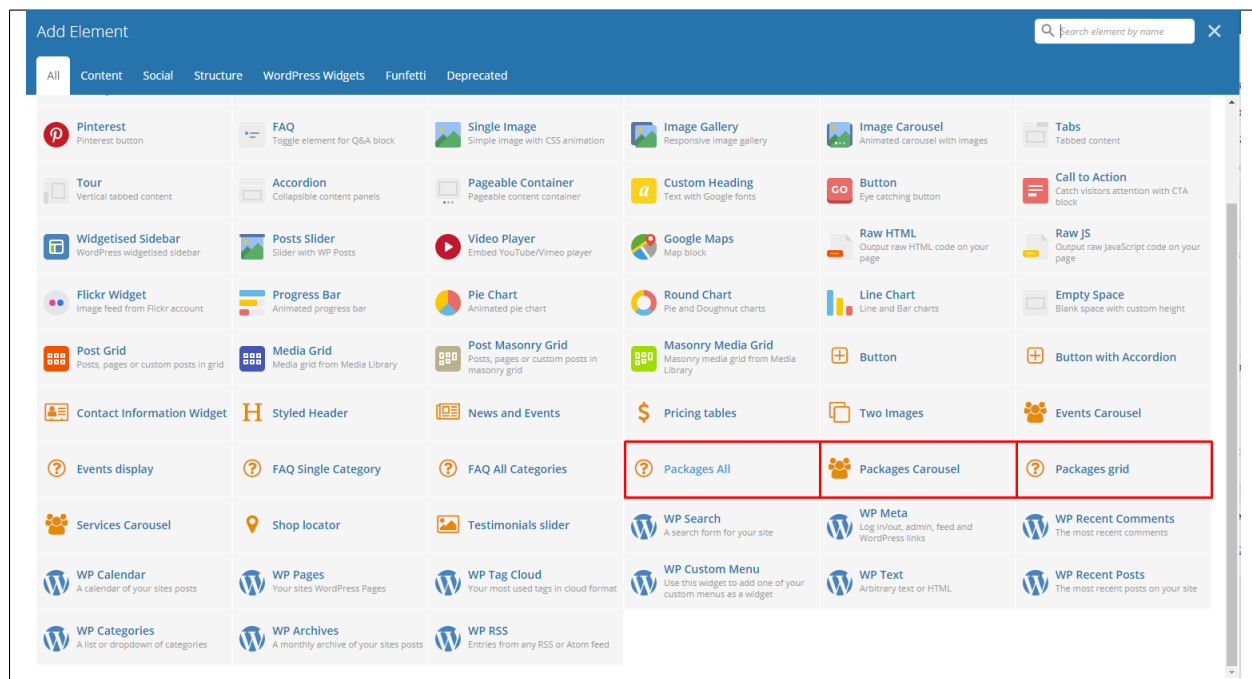 Add Element
Search element by name
All Content Social Structure WordPress Widgets Funfetti Deprecated
Pinterest
Pinterest button
FAQ
Toggle element for Q&A block
Single Image
Simple image with CSS animation
Image Gallery
Responsive image gallery
Image Carousel
Animated carousel with images
Tabs
Tabbed content
Tour
Vertical tabbed content
Accordion
Collapsible content panels
Pageable Container
Pageable content container
a
Custom Heading
Text with Google fonts
GO
Button
Eye catching button
Call to Action
Catch visitors attention with CTA
block
Widgetised Sidebar
WordPress widgetised sidebar
Posts Slider
Slider with WP Posts
Video Player
Embed YouTube/Vimeo player
Google Maps
Map block
Raw HTML
Output raw HTML code on your
page
Raw JS
Output raw JavaScript code on your
page
Flickr Widget
Image feed from Flickr account
Progress Bar
Animated progress bar
Pie Chart
Animated pie chart
Round Chart
Pie and Doughnut charts
Line Chart
Line and Bar charts
Empty Space
Blank space with custom height
Post Grid
Posts, pages or custom posts in grid
Media Grid
Media grid from Media Library
Post Masonry Grid
Posts, pages or custom posts in
masonry grid
Masonry Media Grid
Masonry media grid from Media
Library
Button
Button with Accordion
Contact Information Widget
H Styled Header
News and Events
$ Pricing tables
Two Images
Events Carousel
? Events display
? FAQ Single Category
? FAQ All Categories
? Packages All
Packages Carousel
? Packages grid
Services Carousel
Shop locator
Testimonials slider
WP Search
A search form for your site
WP Meta
Log in/out, admin, feed and
WordPress links
WP Recent Comments
The most recent comments
WP Calendar
A calendar of your sites posts
WP Pages
Your sites WordPress Pages
WP Tag Cloud
Your most used tags in cloud format
WP Custom Menu
Use this widget to add one of your
custom menus as a widget
WP Text
Arbitrary text or HTML
WP Recent Posts
The most recent posts on your site
WP Categories
A list or dropdown of categories
WP Archives
A monthly archive of your sites posts
WP RSS
Entries from any RSS or Atom feed